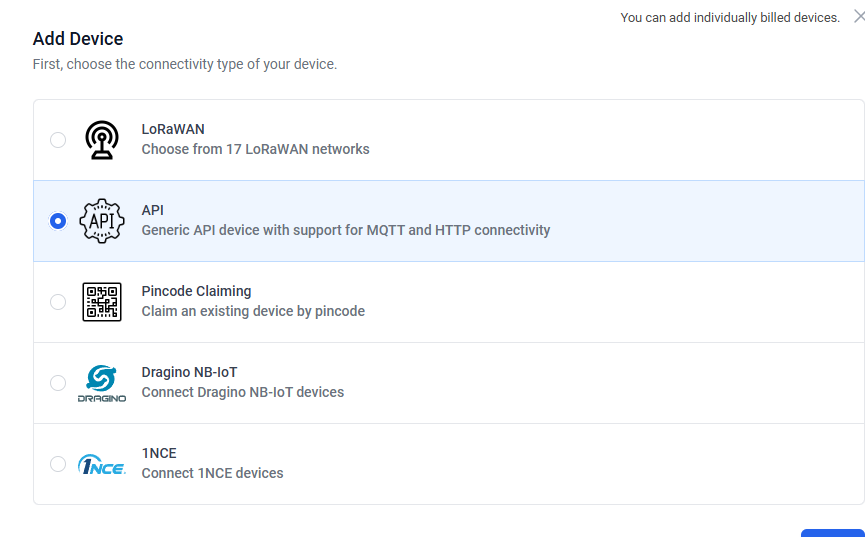 You can add individually billed devices.
Add Device
First, choose the connectivity type of your device.
LoRaWAN
Choose from 17 LoRaWAN networks
API
API
Generic API device with support for MQTT and HTTP connectivity
Pincode Claiming
Claim an existing device by pincode
Dragino NB-IoT
DRAGINO
Connect Dragino NB-IoT devices
1NCE
1NCE
Connect 1NCE devices